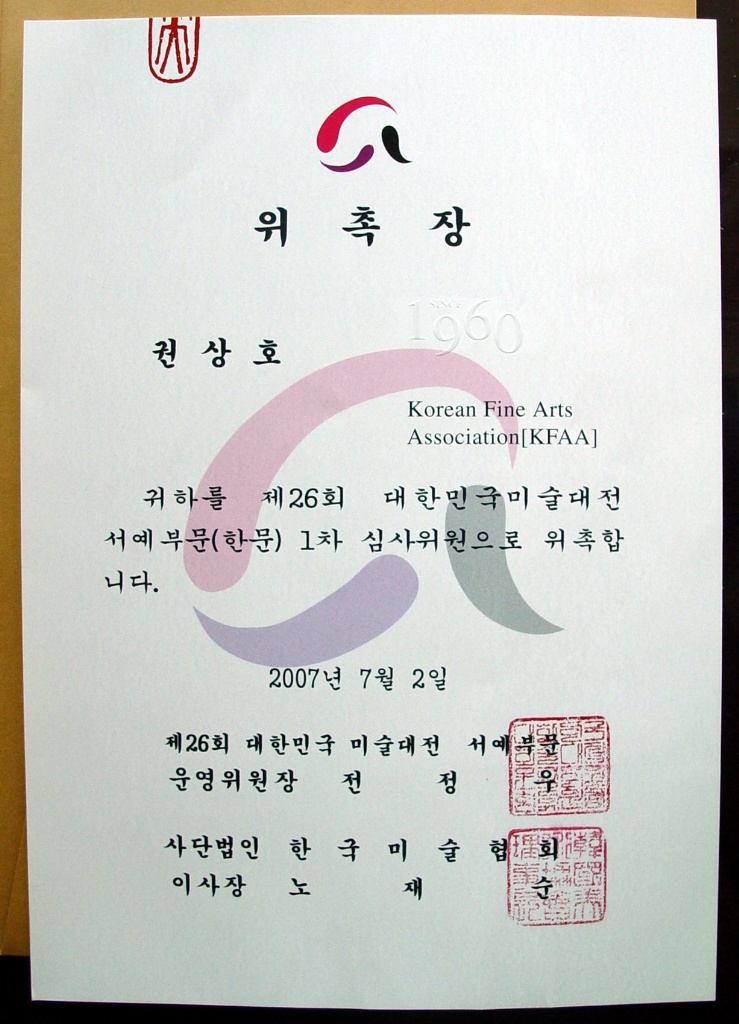 위 촉 장
SINCE
1960
권 상 호
Korean Fine Arts
Association[KFAA]
귀하를 제26회 대한민국미술대전
서예부문(한문) 1차 심사위원으로 위촉합
니다.
2007년 7월 2일
제26회 대한민국 미술대전 서예부문
운영위원장 전 정 우
사단법인 한 국 미 술 협 회
이사장 노 재 순